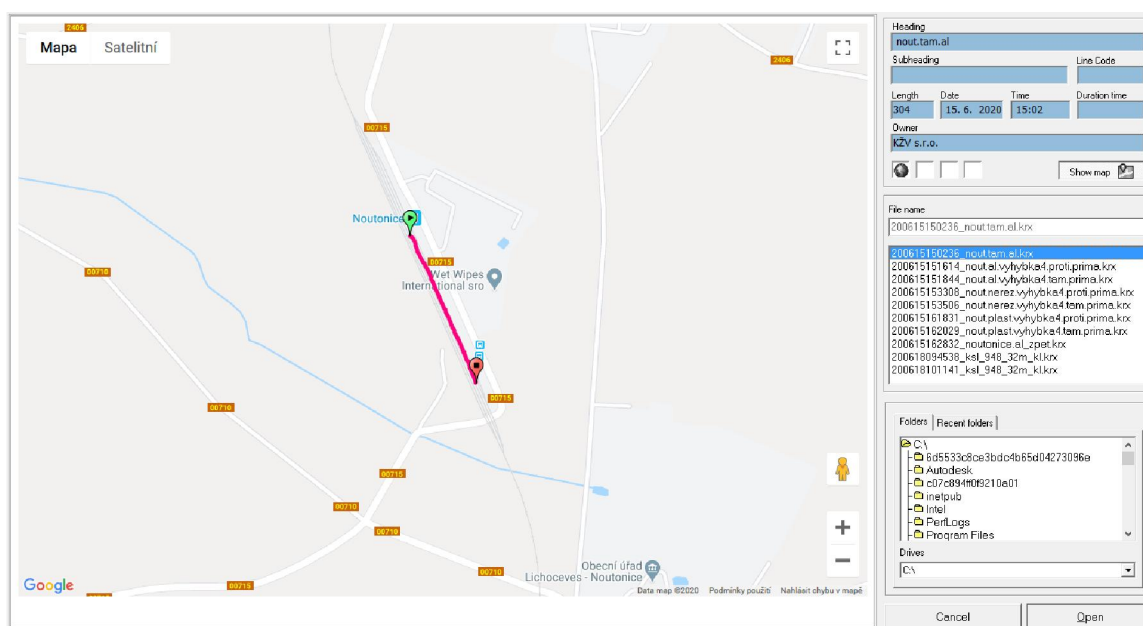 2406
Mapa Satelitní
2406
00715
Noutonice
00715
Wet Wipes
International sro
00710
00710
00715
00710
00710
00710
00715
Obecní úřad
Lichoceves - Noutonice
Google
Data map ©2020 Podmínky použití Nahlásit chybu v mapě
Heading
nout.tam.al
Subheading Line Code
Length Date Time Duration time
304 15. 6. 2020 15:02
Owner
KŽV s.r.o.
Show map
File name
200615150236_nout.tam.al.krx
200615150236_nout.tam.al.krx
200615151614_nout.al.vyhybka4.proti.prima.krx
200615151844_nout.al.vyhybka4.tam.prima.krx
200615153308_nout.nerez.vyhybka4.proti.prima.krx
200615153506_nout.nerez.vyhybka4.tam.prima.krx
200615161831_nout.plast.vyhybka4.proti.prima.krx
200615162029_nout.plast.vyhybka4.tam.prima.krx
200615162832_noutonice.al_zpet.krx
200618094538_ksl_948_32m_kl.krx
200618101141_ksl_948_32m_kl.krx
Folders Recent folders
C:\
6d5533c8ce3bdc4b65d04273096e
Autodesk
c07c894ff0f9210a01
inetpub
Intel
PerfLogs
Program Files
Drives
C:\
Cancel Open